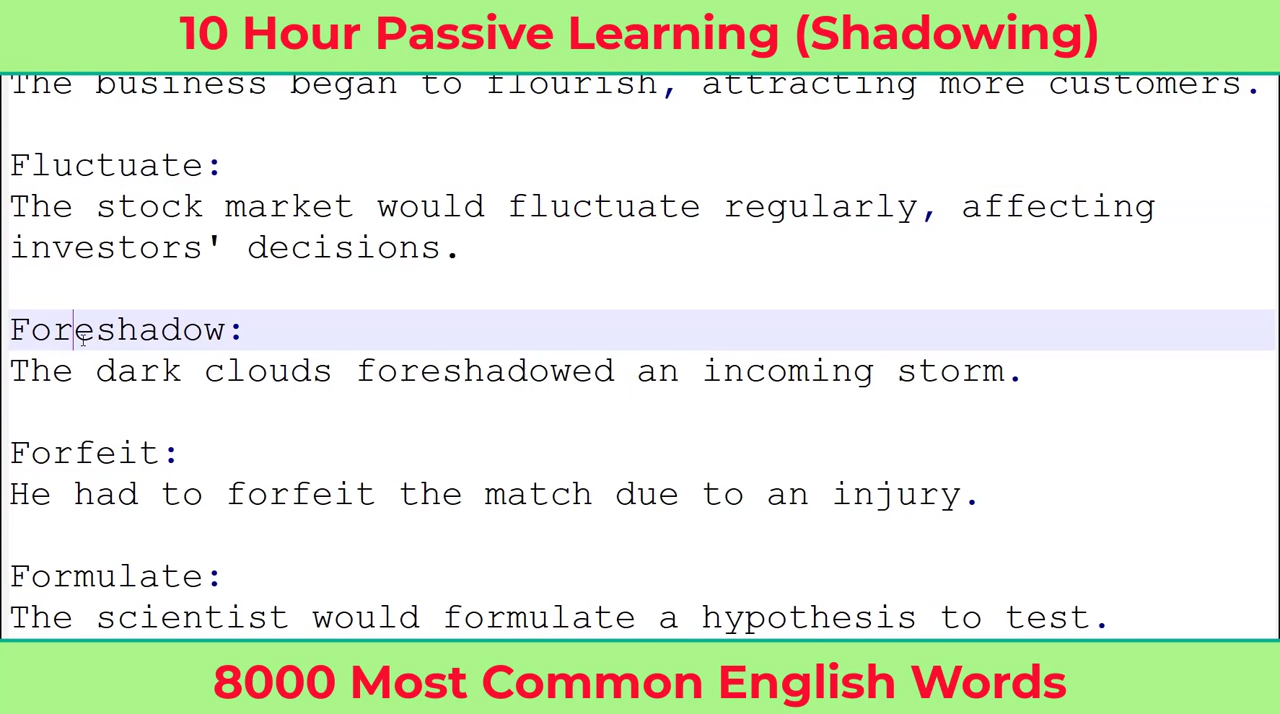 10 Hour Passive Learning (Shadowing)
The business began to flourish, attracting more customers.
Fluctuate:
The stock market would fluctuate regularly, affecting
investors' decisions.
Foreshadow:
The dark clouds foreshadowed an incoming storm.
Forfeit:
He had to forfeit the match due to an injury.
Formulate:
The scientist would formulate a hypothesis to test.
8000 Most Common English Words